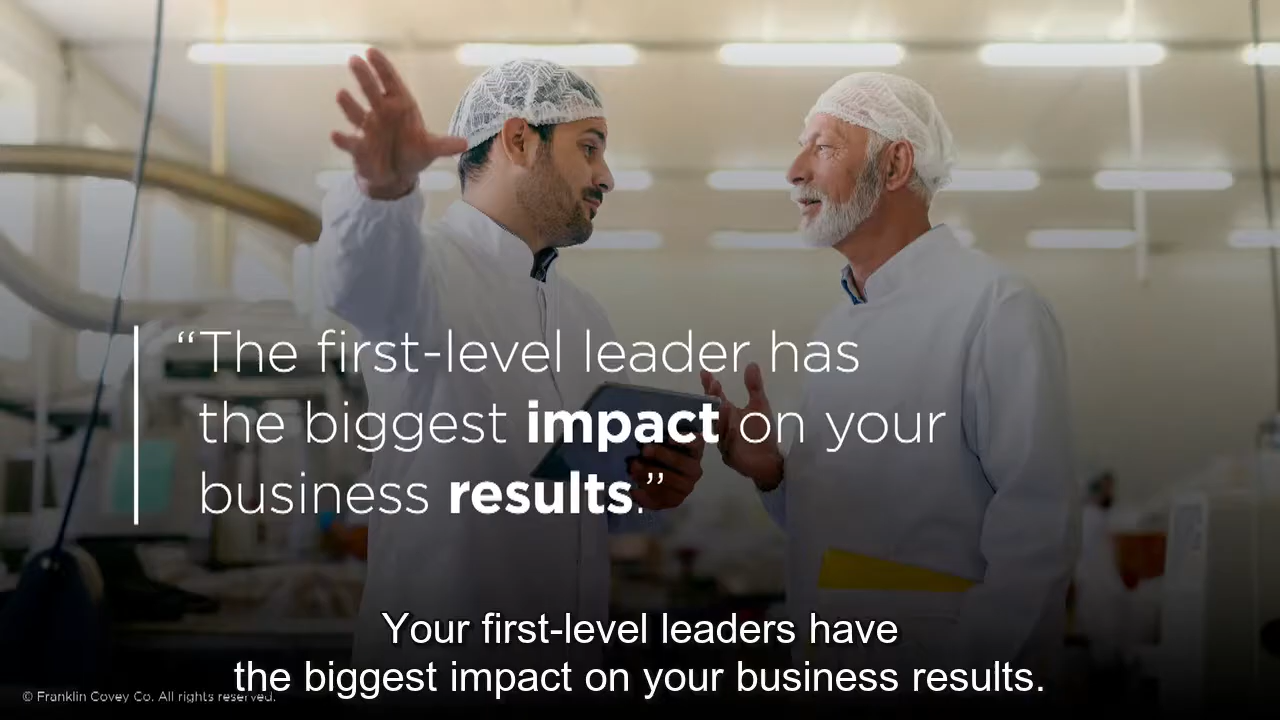 “The first-level leader has
the biggest impact on your
business results.”
Your first-level leaders have
the biggest impact on your business results.
© Franklin Covey Co. All rights reserved.